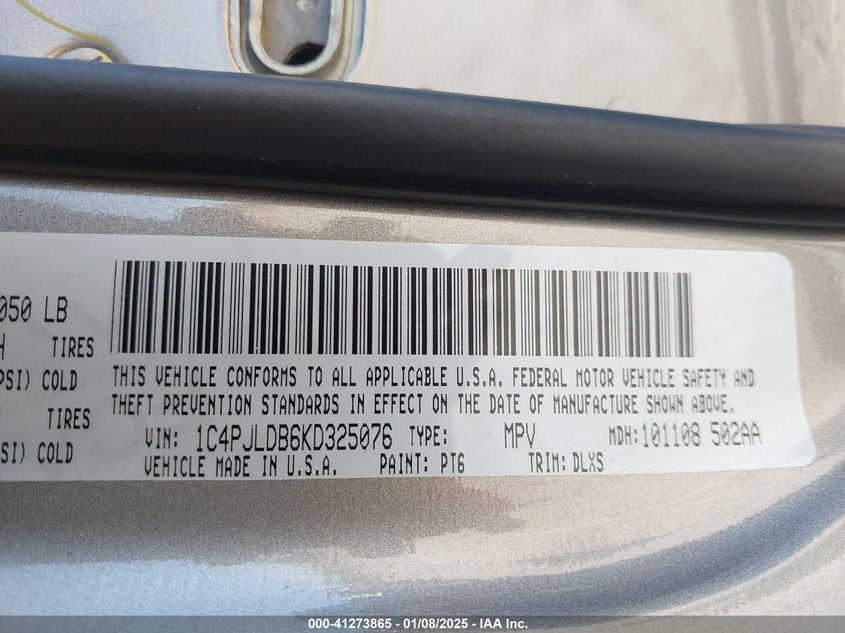 050 LB
H TIRES
PSI) COLD
TIRES
SI) COLD
THIS VEHICLE CONFORMS TO ALL APPLICABLE U.S.A. FEDERAL MOTOR VEHICLE SAFETY AND
THEFT PREVENTION STANDARDS IN EFFECT ON THE DATE OF MANUFACTURE SHOWN ABOVE.
VIN: 1C4PJLDB6KD325076 TYPE: MPV MDH:101108 502AA
VEHICLE MADE IN U.S.A. PAINT: PT6 TRIM: DLXS
000-41273865 - 01/08/2025 - IAA Inc.